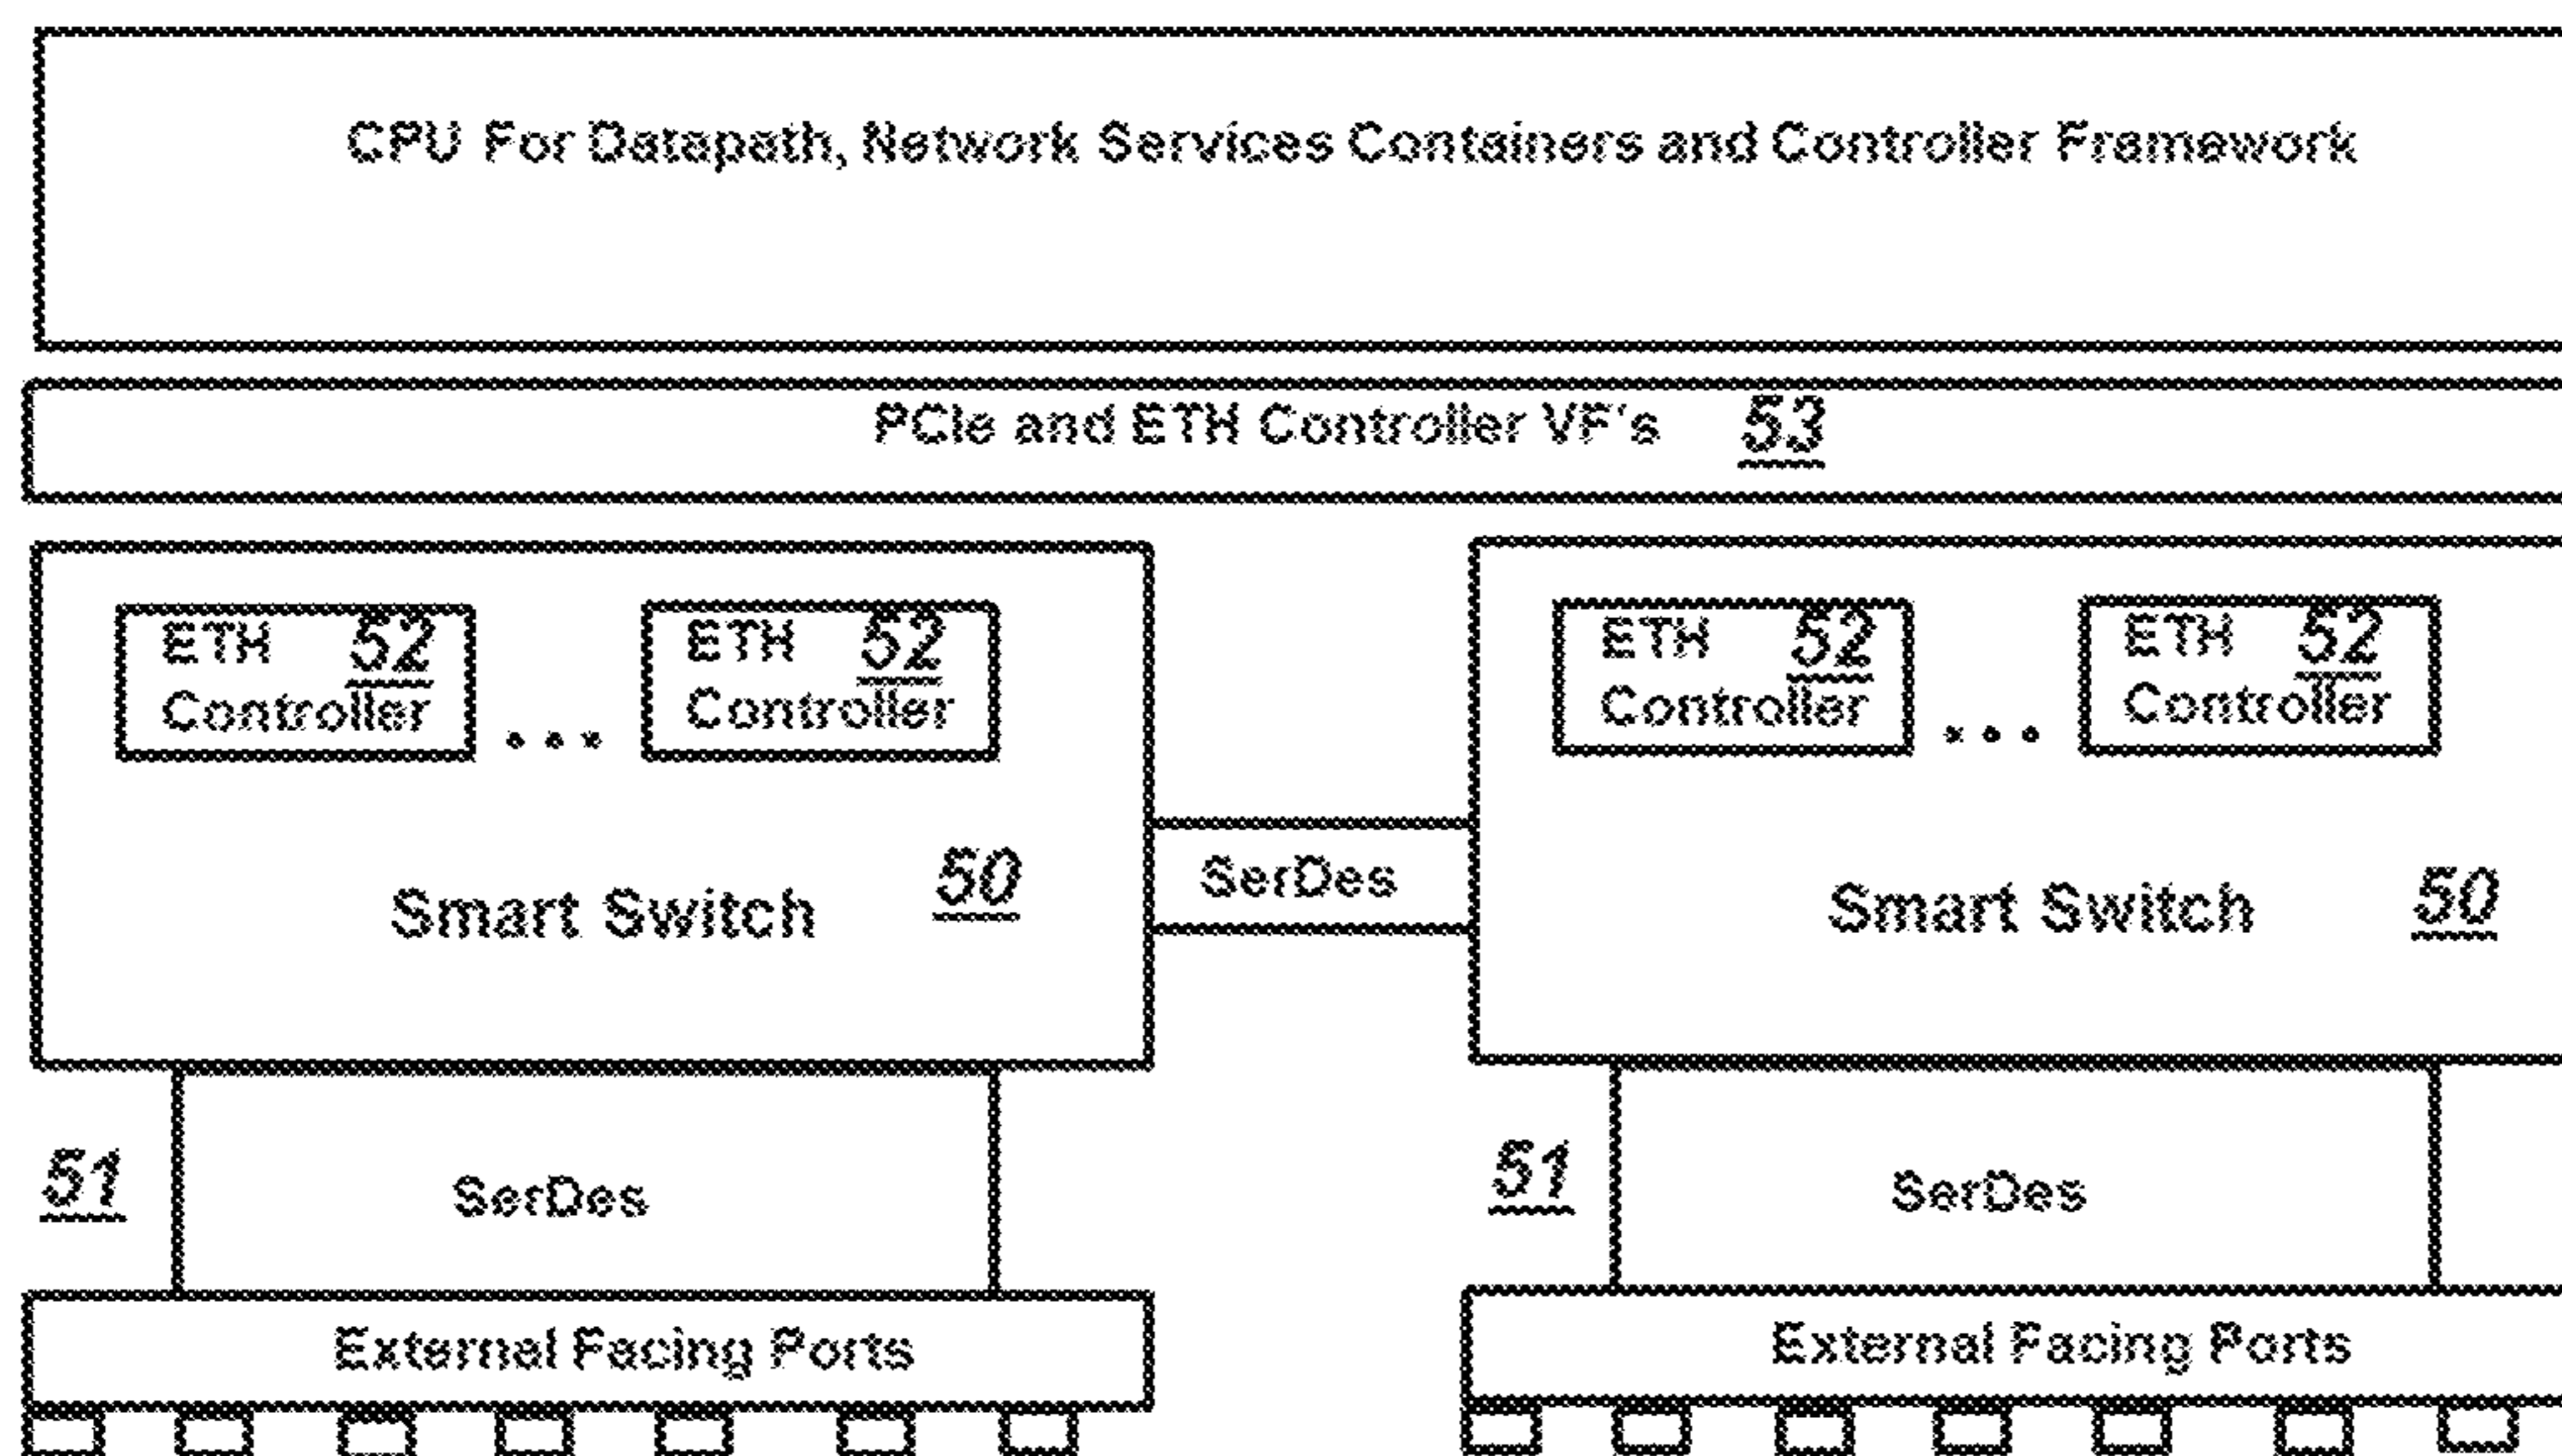 CPU For Datapath, Network Services Containers and Controller Framework
PCIe and ETH Controller VF's 53
ETH 52
Controller
ETH 52
Controller
ETH 52
Controller
ETH 52
Controller
...
...
Smart Switch 50
SerDes
Smart Switch 50
51 SerDes
51 SerDes
External Facing Ports
External Facing Ports